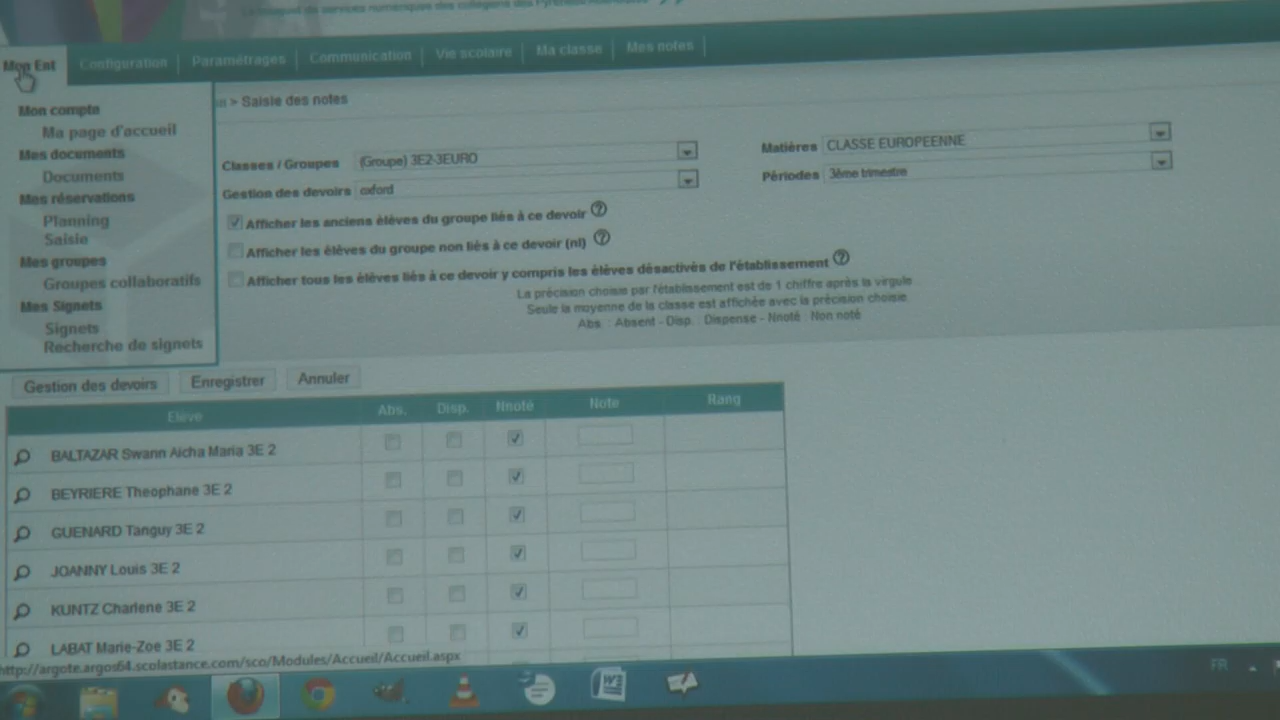 Mon Ent Configuration Paramétrages Communication Vie scolaire Ma classe Mes notes
> Saisie des notes
Mon compte
Ma page d'accueil
Mes documents
Documents
Mes réservations
Planning
Saisie
Mes groupes
Groupes collaboratifs
Mes Signets
Signets
Recherche de signets
Classes / Groupes (Groupe) 3E2-3EURO
Matières CLASSE EUROPEENNE
Gestion des devoirs oxford
Périodes 3ème trimestre
Afficher les anciens élèves du groupe liés à ce devoir ?
Afficher les élèves du groupe non liés à ce devoir (nl) ?
Afficher tous les élèves liés à ce devoir y compris les élèves désactivés de l'établissement ?
La précision choisie par l'établissement est de 1 chiffre après la virgule
Seule la moyenne de la classe est affichée avec la précision choisie
Abs. : Absent - Disp. : Dispense - Nnoté : Non noté
Gestion des devoirs Enregistrer Annuler
Elève Abs. Disp. Nnoté Note Rang
BALTAZAR Swann Aicha Maria 3E 2
BEYRIERE Theophane 3E 2
GUENARD Tanguy 3E 2
JOANNY Louis 3E 2
KUNTZ Charlene 3E 2
LABAT Marie-Zoe 3E 2
http://argote.argos64.scolastance.com/sco/Modules/Accueil/Accueil.aspx
FR